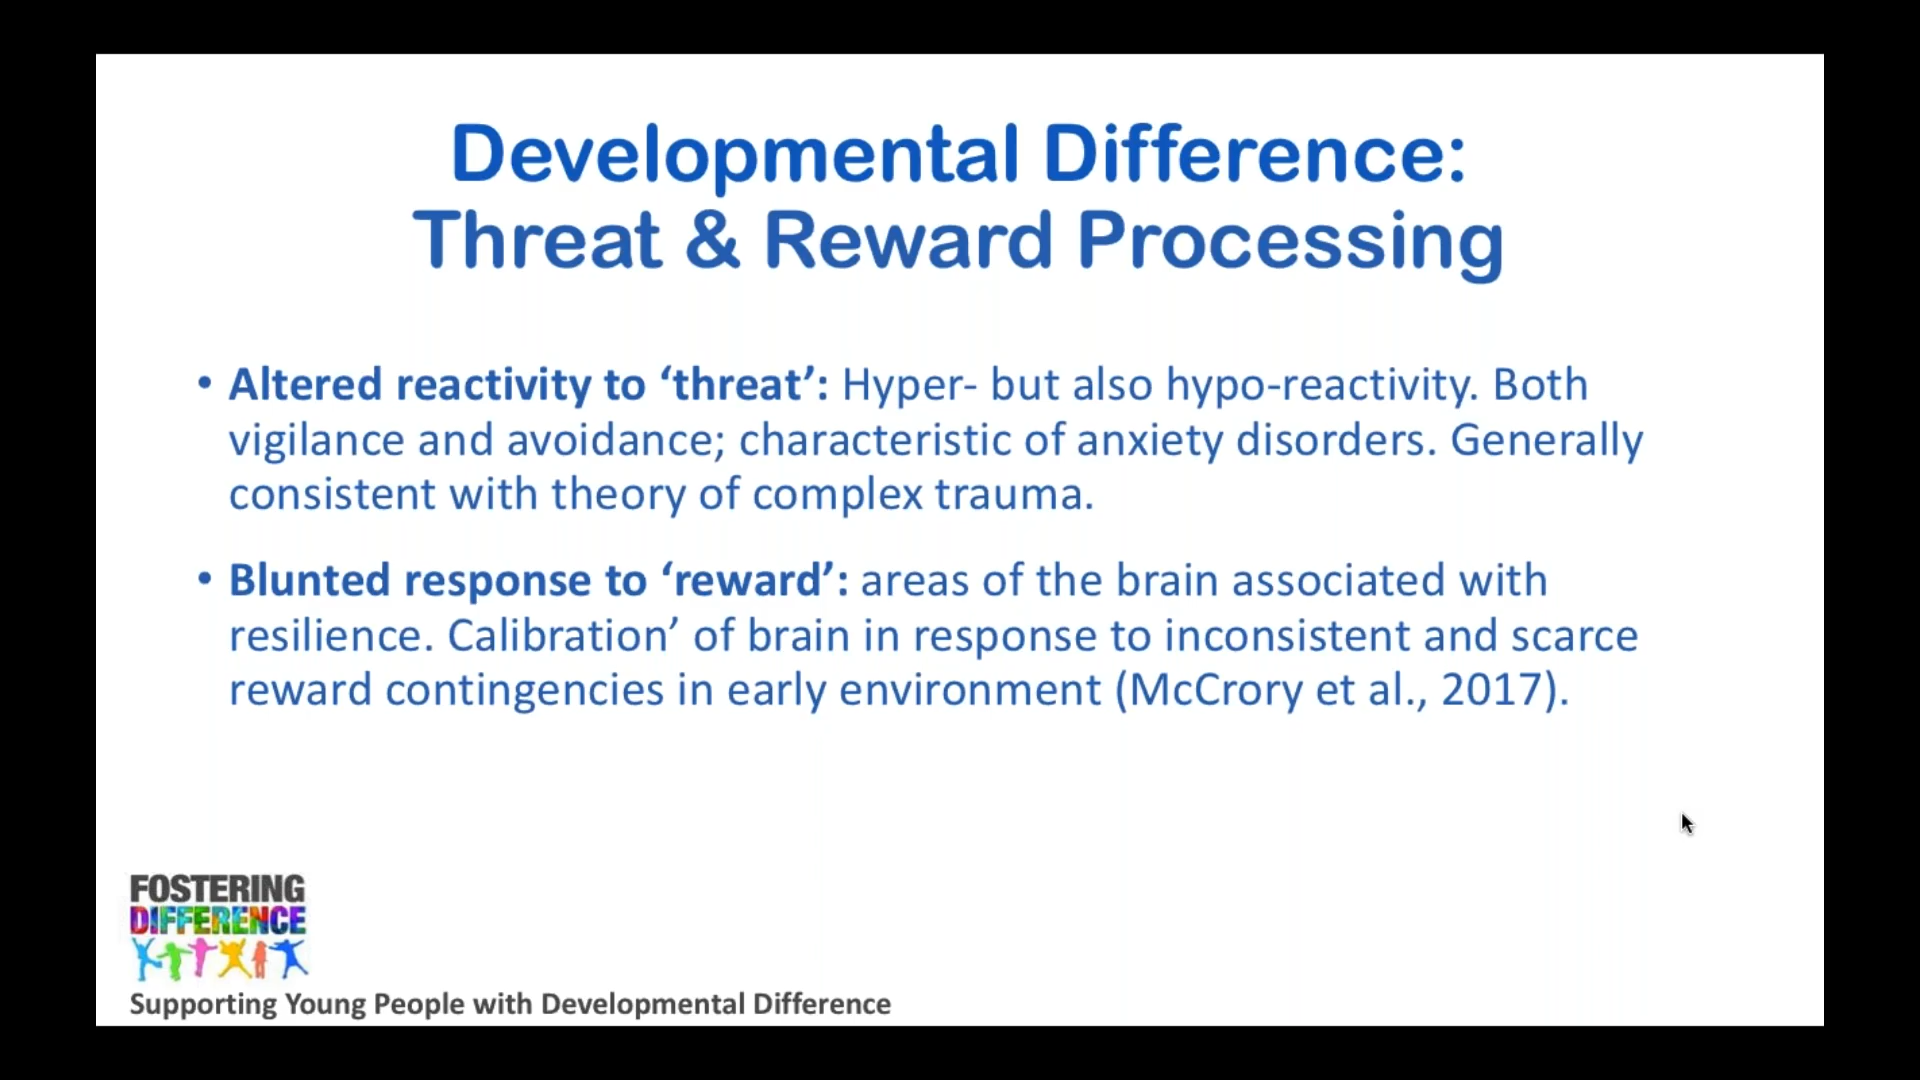 Developmental Difference:
Threat & Reward Processing
• Altered reactivity to ‘threat’: Hyper- but also hypo-reactivity. Both
vigilance and avoidance; characteristic of anxiety disorders. Generally
consistent with theory of complex trauma.
• Blunted response to ‘reward’: areas of the brain associated with
resilience. Calibration’ of brain in response to inconsistent and scarce
reward contingencies in early environment (McCrory et al., 2017).
FOSTERING
DIFFERENCE
Supporting Young People with Developmental Difference